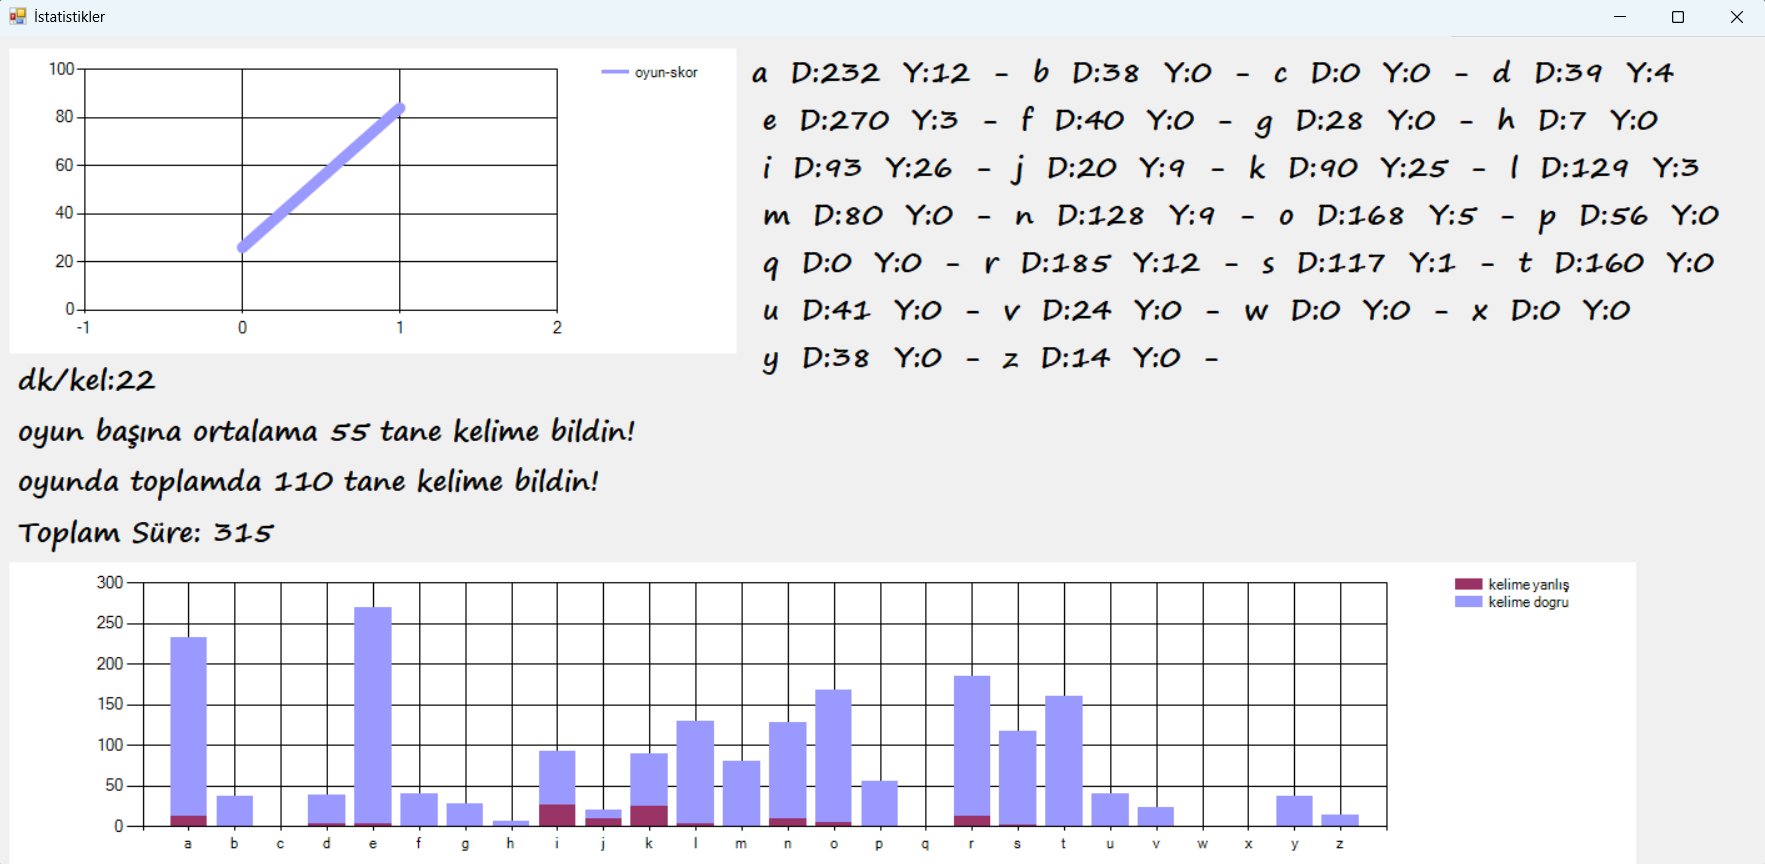 İstatistikler
100
80
60
40
20
0
-1 0 1 2
oyun-skor
a D:232 Y:12 - b D:38 Y:0 - c D:0 Y:0 - d D:39 Y:4
e D:270 Y:3 - f D:40 Y:0 - g D:28 Y:0 - h D:7 Y:0
i D:93 Y:26 - j D:20 Y:9 - k D:90 Y:25 - l D:129 Y:3
m D:80 Y:0 - n D:128 Y:9 - o D:168 Y:5 - p D:56 Y:0
q D:0 Y:0 - r D:185 Y:12 - s D:117 Y:1 - t D:160 Y:0
u D:41 Y:0 - v D:24 Y:0 - w D:0 Y:0 - x D:0 Y:0
y D:38 Y:0 - z D:14 Y:0 -
dk/kel:22
oyun başına ortalama 55 tane kelime bildin!
oyunda toplamda 110 tane kelime bildin!
Toplam Süre: 315
300
250
200
150
100
50
0
a b c d e f g h i j k l m n o p q r s t u v w x y z
kelime yanlış
kelime dogru